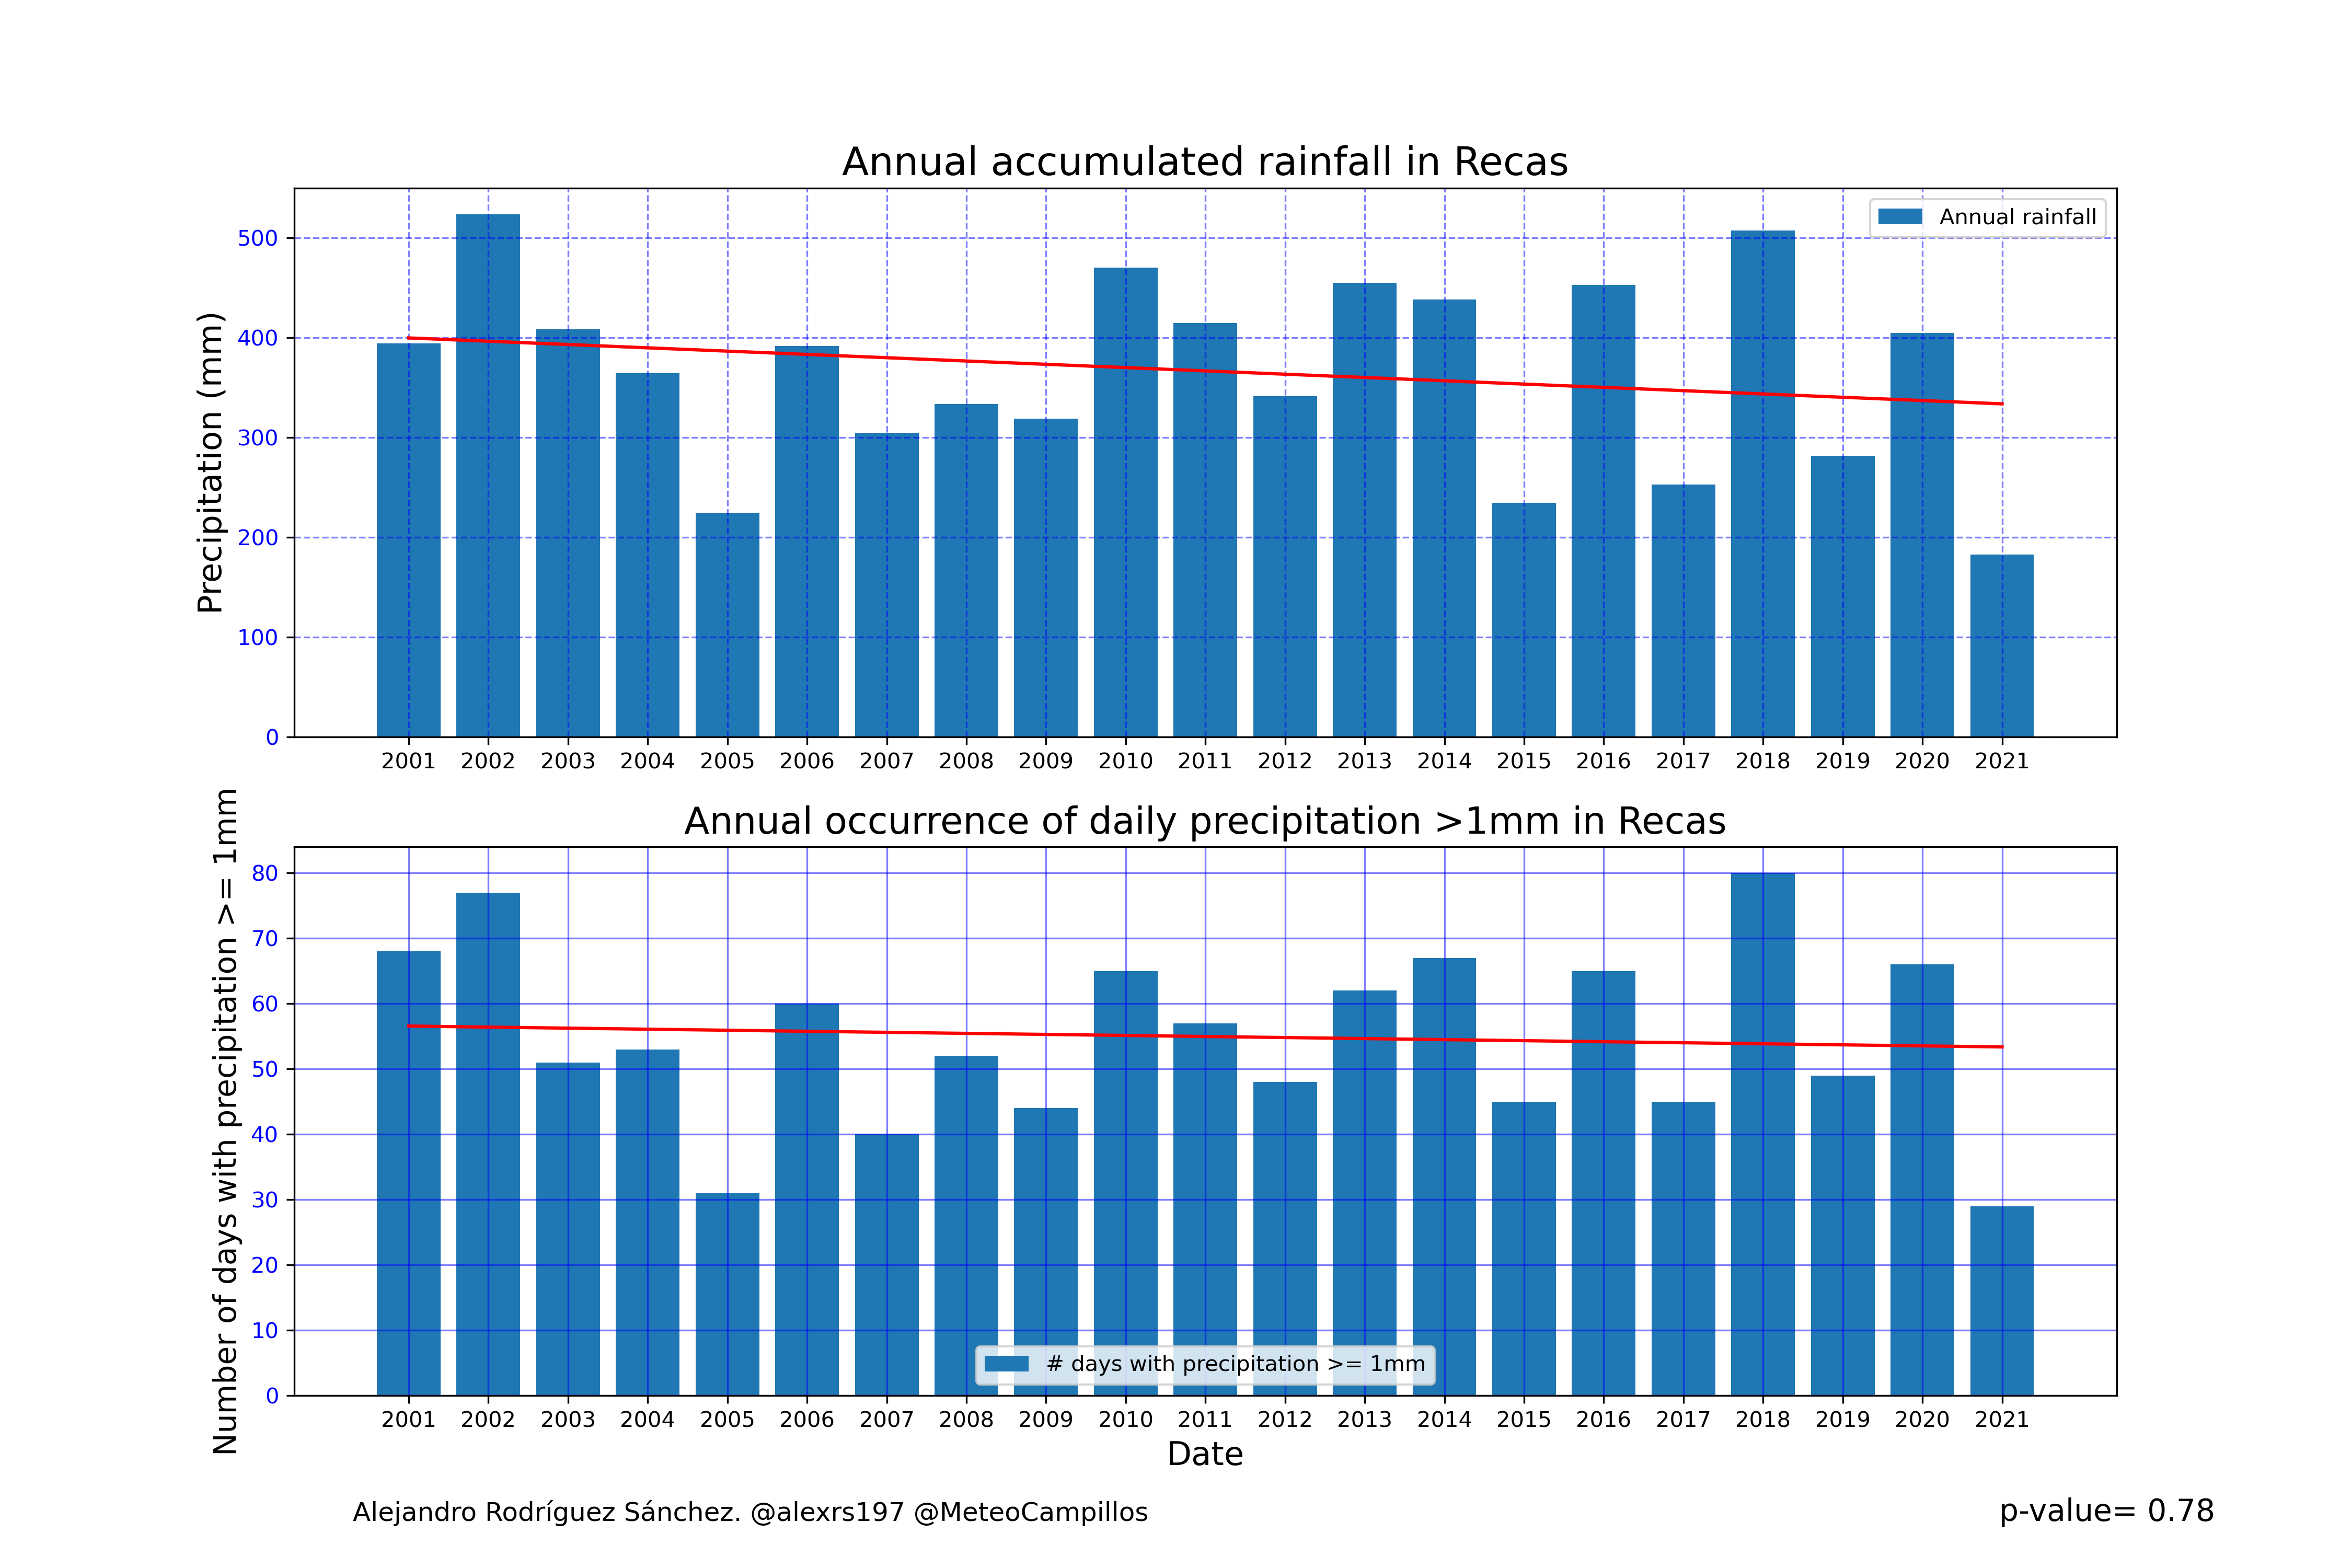 Annual accumulated rainfall in Recas
Precipitation (mm)
500
400
300
200
100
0
Annual rainfall
2001 2002 2003 2004 2005 2006 2007 2008 2009 2010 2011 2012 2013 2014 2015 2016 2017 2018 2019 2020 2021
Annual occurrence of daily precipitation >1mm in Recas
Number of days with precipitation >= 1mm
80
70
60
50
40
30
20
10
0
# days with precipitation >= 1mm
2001 2002 2003 2004 2005 2006 2007 2008 2009 2010 2011 2012 2013 2014 2015 2016 2017 2018 2019 2020 2021
Date
Alejandro Rodríguez Sánchez. @alexrs197 @MeteoCampillos
p-value= 0.78